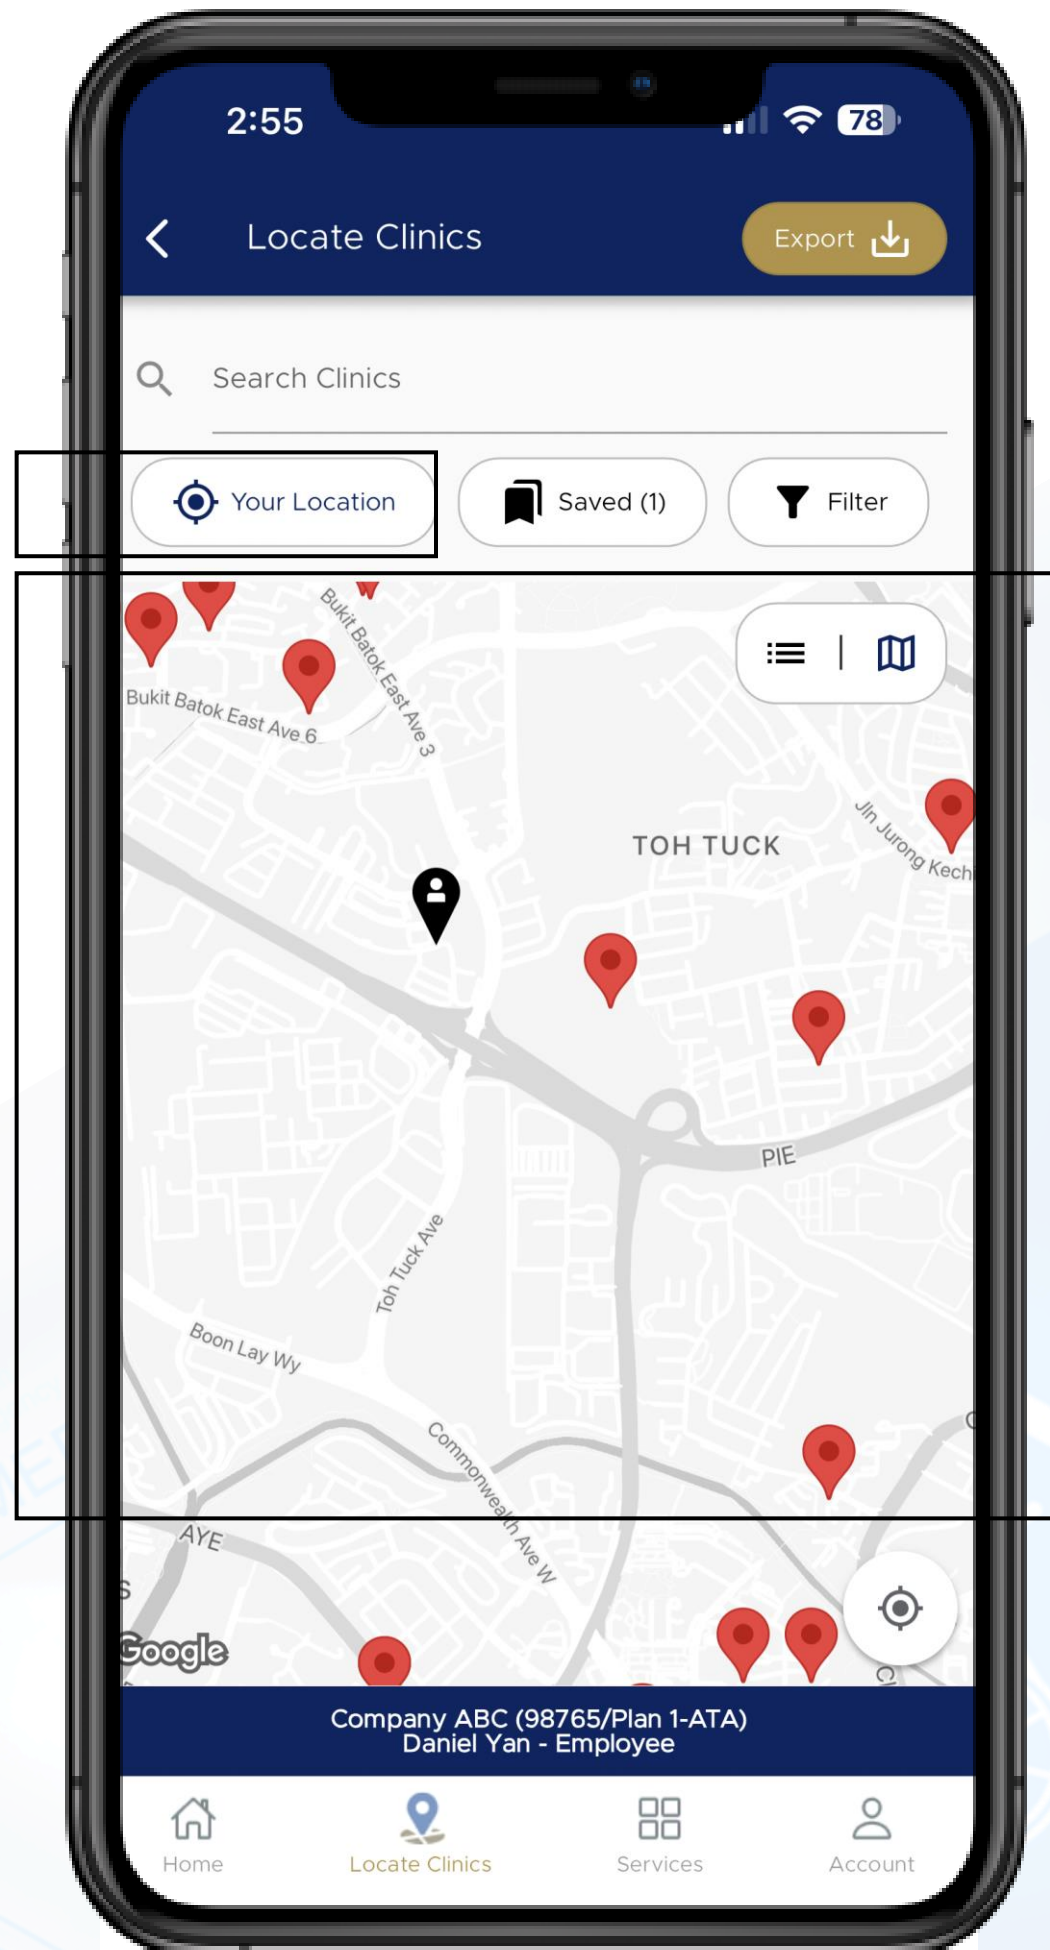 2:55
78
Locate Clinics
Export
Search Clinics
Your Location
Saved (1)
Filter
Bukit Batok East Ave 3
Bukit Batok East Ave 6
TOH TUCK
Jln Jurong Kechi
PIE
Toh Tuck Ave
Boon Lay Wy
Commonwealth Ave W
AYE
S
Google
Company ABC (98765/Plan 1-ATA)
Daniel Yan - Employee
Home
Locate Clinics
Services
Account